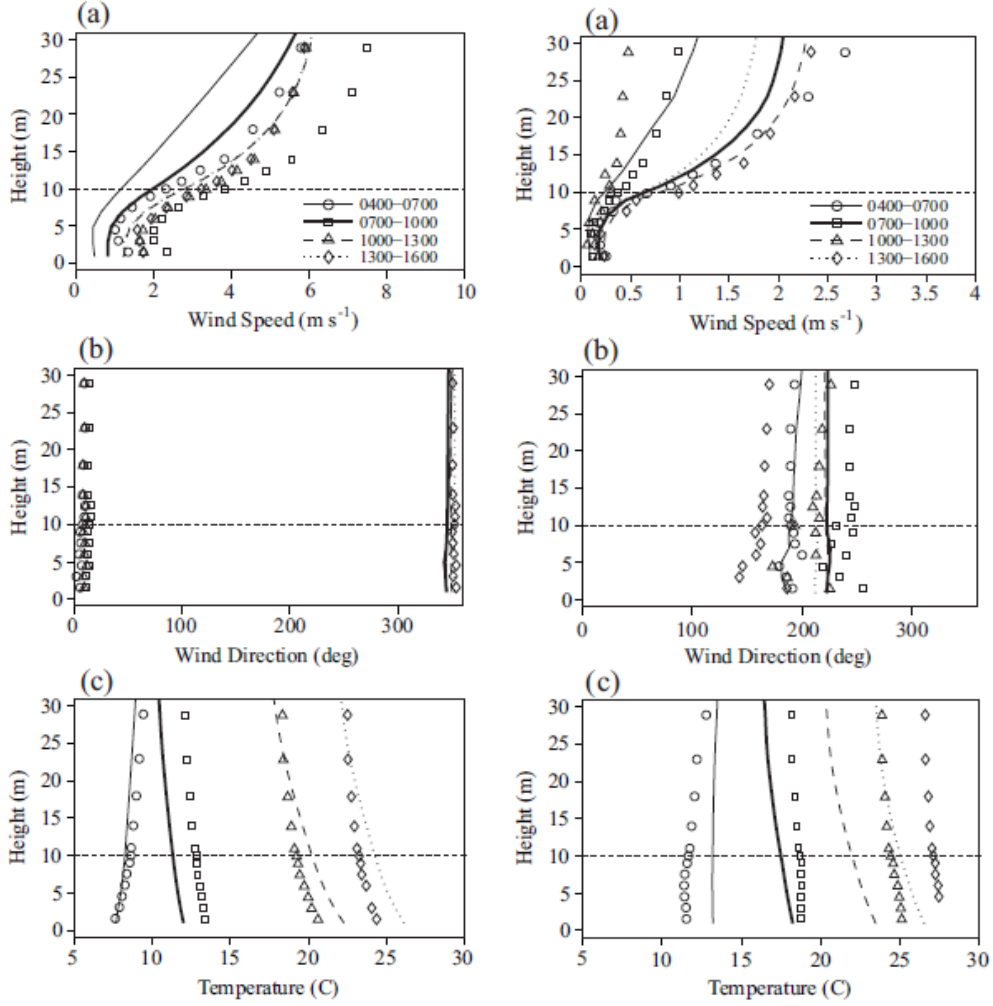 (a)
30
25
20
15
10
5
0
Height (m)
0400–0700
0700–1000
1000–1300
1300–1600
0 2 4 6 8 10
Wind Speed (m s⁻¹)
(a)
30
25
20
15
10
5
0
Height (m)
0400–0700
0700–1000
1000–1300
1300–1600
0 0.5 1 1.5 2 2.5 3 3.5 4
Wind Speed (m s⁻¹)
(b)
30
25
20
15
10
5
0
Height (m)
0 100 200 300
Wind Direction (deg)
(b)
30
25
20
15
10
5
0
Height (m)
0 100 200 300
Wind Direction (deg)
(c)
30
25
20
15
10
5
0
Height (m)
5 10 15 20 25 30
Temperature (C)
(c)
30
25
20
15
10
5
0
Height (m)
5 10 15 20 25 30
Temperature (C)